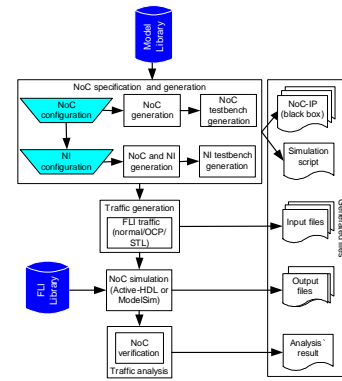 Model
Library
NoC specification and generation
NoC
configuration
NoC
generation
NoC
testbench
generation
NI
configuration
NoC and NI
generation
NI testbench
generation
NoC-IP
(black box)
Simulation
script
Traffic generation
FLI traffic
(normal/OCP/
STL)
Input files
FLI
Library
NoC simulation
(Active-HDL or
ModelSim)
Output
files
NoC
verification
Traffic analysis
Analysis`
result
Generated files